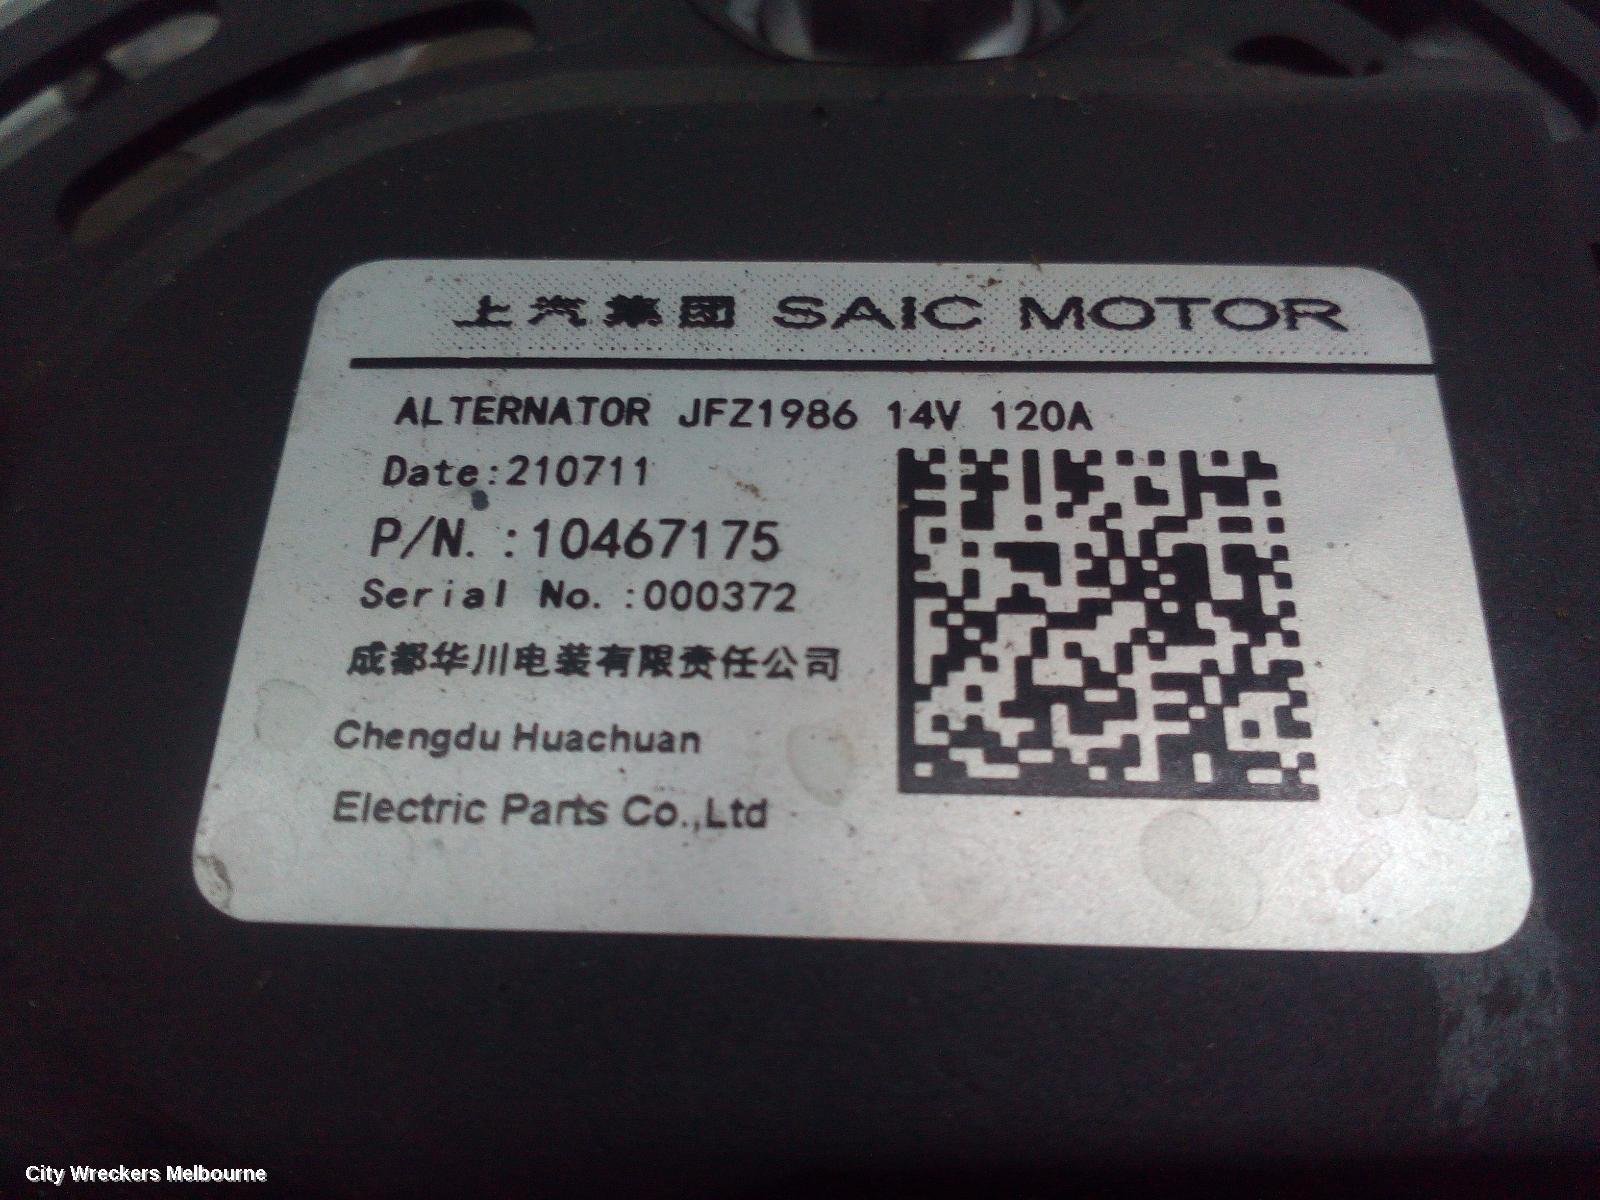 上汽集团 SAIC MOTOR
ALTERNATOR JFZ1986 14V 120A
Date:210711
P/N. :10467175
Serial No. :000372
成都华川电装有限责任公司
Chengdu Huachuan
Electric Parts Co.,Ltd
City Wreckers Melbourne